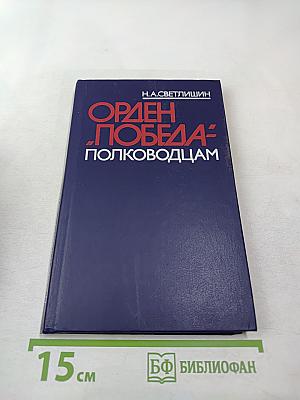 Н.А.СВЕТЛИШИН
ОРДЕН
„ПОБЕДА"-
ПОЛКОВОДЦАМ
15 см
БФ БИБЛИОФАН